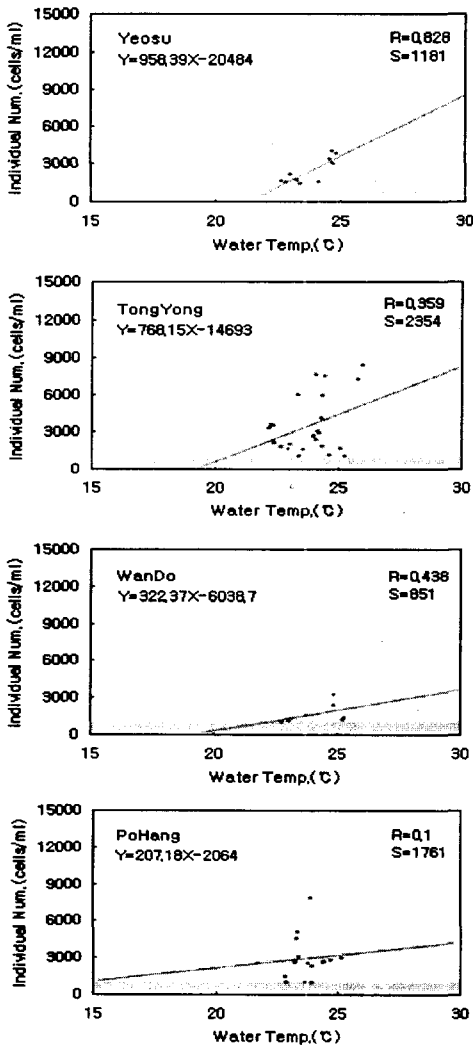 15000
Yeosu
R=0,828
Y=958,39X-20484
S=1181
12000
9000
6000
3000
0
15
20
25
30
Individual Num, (cells/ml)
Water Temp,(℃)
15000
TongYong
R=0,359
Y=768,15X-14693
S=2354
12000
9000
6000
3000
0
15
20
25
30
Individual Num, (cells/ml)
Water Temp,(℃)
15000
WanDo
R=0,438
Y=322,37X-6038,7
S=851
12000
9000
6000
3000
0
15
20
25
30
Individual Num, (cells/ml)
Water Temp,(℃)
15000
PoHang
R=0,1
Y=207,18X-2064
S=1761
12000
9000
6000
3000
0
15
20
25
30
Individual Num, (cells/ml)
Water Temp,(℃)